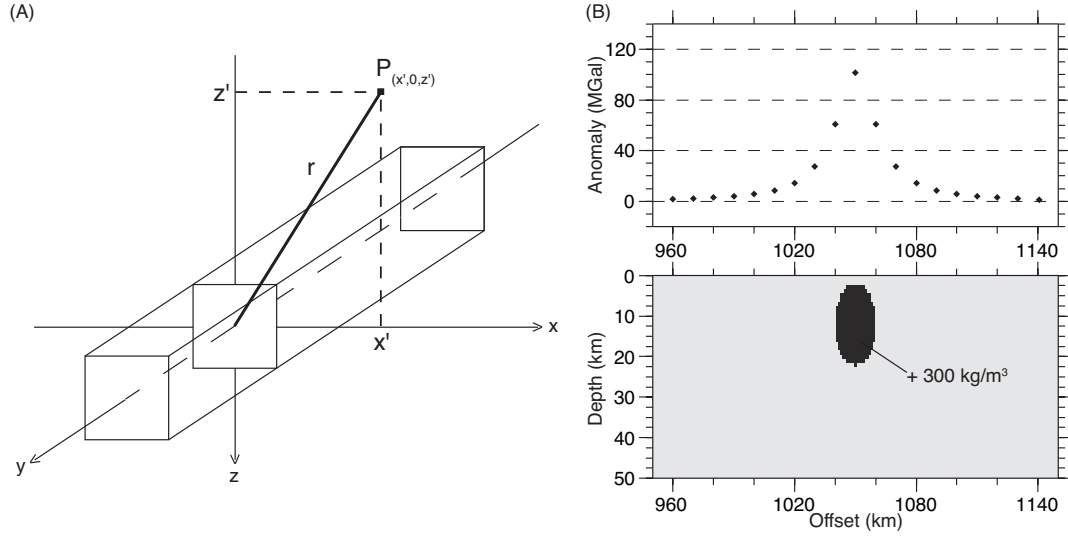 (A)
P (x',0,z')
z'
r
x
x'
y
z
(B)
Anomaly (MGal)
120
80
40
0
960 1020 1080 1140
Depth (km)
0
10
20
30
40
50
+ 300 kg/m³
960 1020 1080 1140
Offset (km)